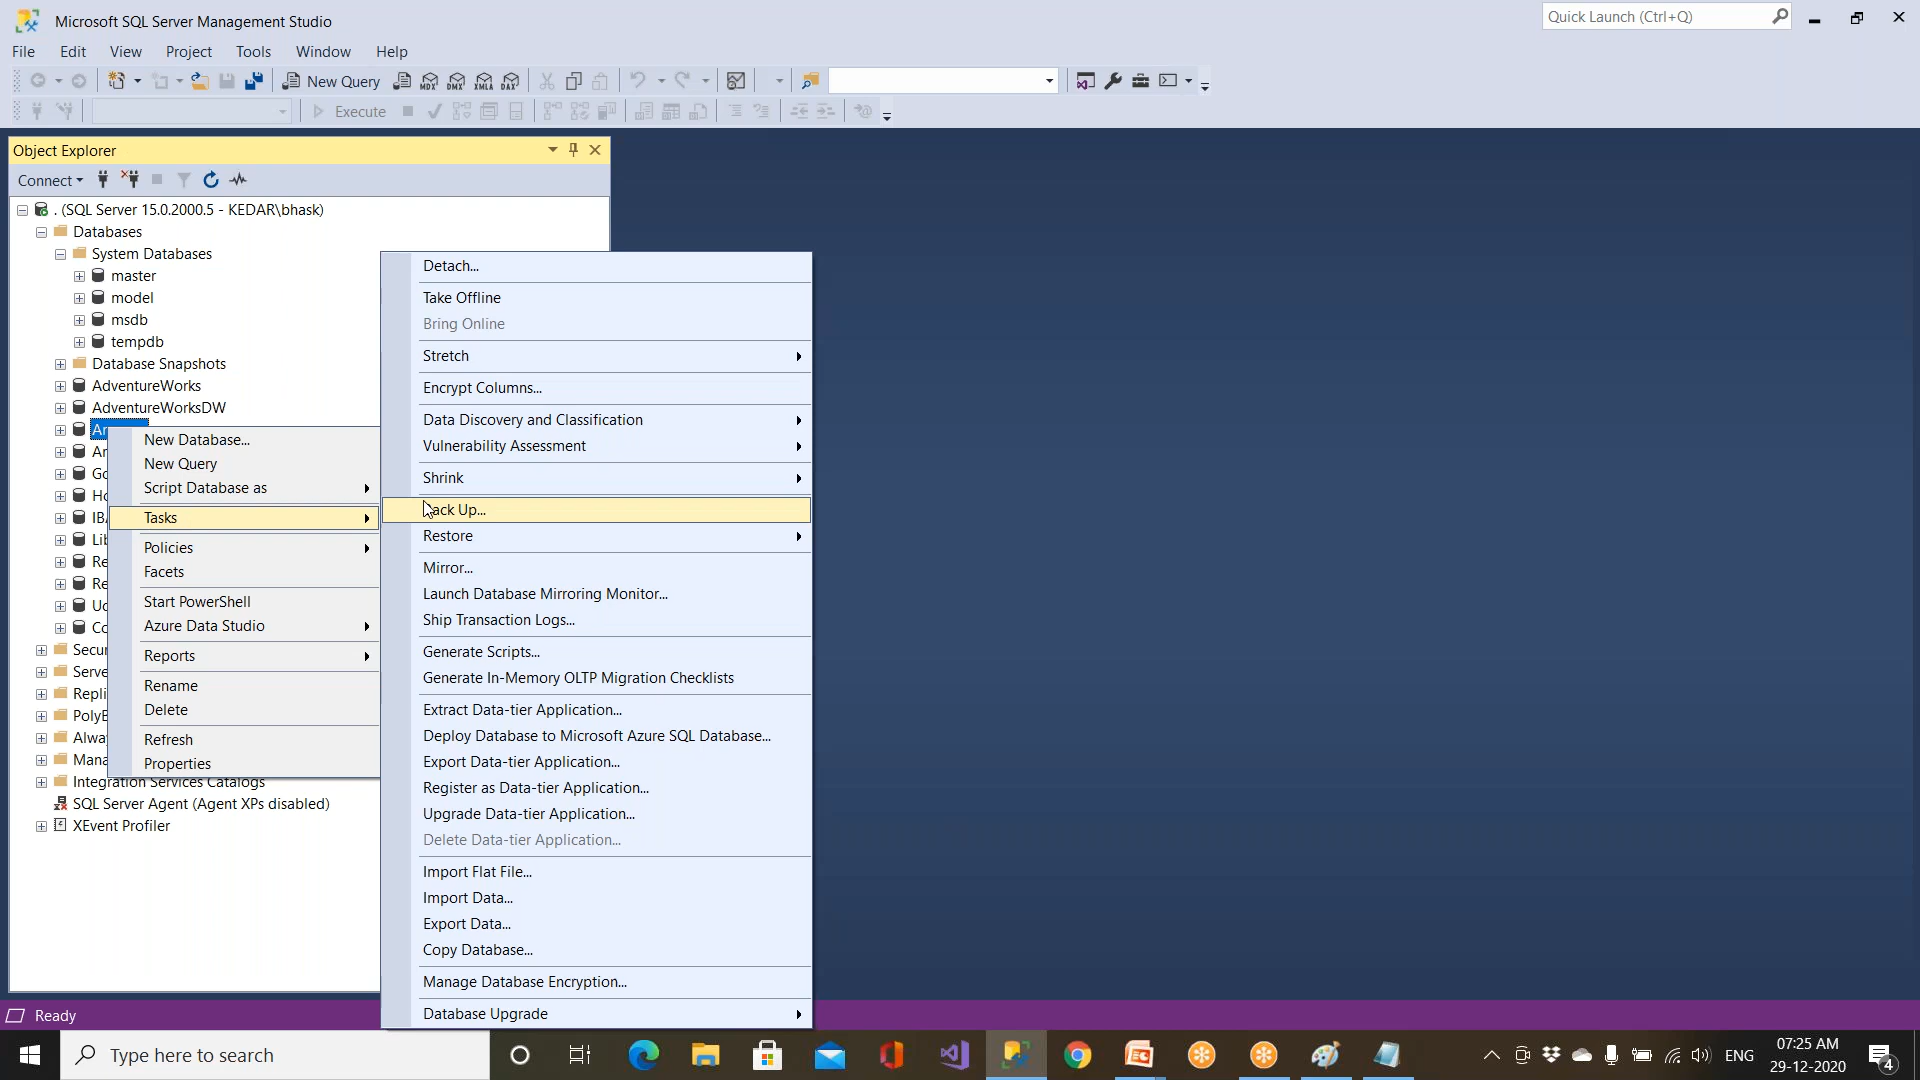 Microsoft SQL Server Management Studio
Quick Launch (Ctrl+Q)
File Edit View Project Tools Window Help
New Query MDX DMX XMLA DAX
Execute
Object Explorer
Connect
. (SQL Server 15.0.2000.5 - KEDAR\bhask)
Databases
System Databases
master
model
msdb
tempdb
Database Snapshots
AdventureWorks
AdventureWorksDW
Integration Services Catalogs
SQL Server Agent (Agent XPs disabled)
XEvent Profiler
New Database...
New Query
Script Database as
Tasks
Policies
Facets
Start PowerShell
Azure Data Studio
Reports
Rename
Delete
Refresh
Properties
Detach...
Take Offline
Bring Online
Stretch
Encrypt Columns...
Data Discovery and Classification
Vulnerability Assessment
Shrink
Back Up...
Restore
Mirror...
Launch Database Mirroring Monitor...
Ship Transaction Logs...
Generate Scripts...
Generate In-Memory OLTP Migration Checklists
Extract Data-tier Application...
Deploy Database to Microsoft Azure SQL Database...
Export Data-tier Application...
Register as Data-tier Application...
Upgrade Data-tier Application...
Delete Data-tier Application...
Import Flat File...
Import Data...
Export Data...
Copy Database...
Manage Database Encryption...
Database Upgrade
Ready
Type here to search
ENG
07:25 AM
29-12-2020
4